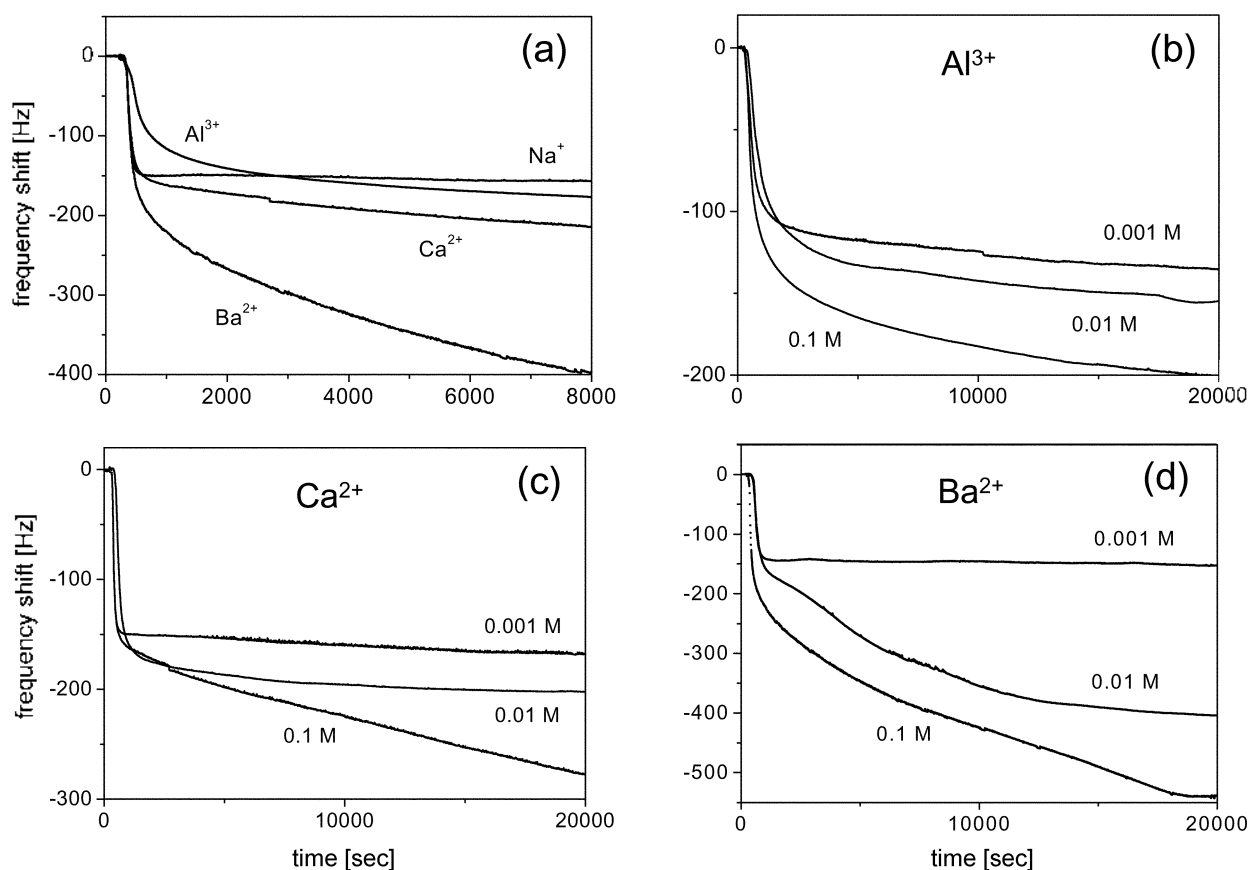 (a)
0
-100
-200
-300
-400
frequency shift [Hz]
Al³⁺
Na⁺
Ca²⁺
Ba²⁺
0 2000 4000 6000 8000
(b)
Al³⁺
0
-100
-200
0.001 M
0.01 M
0.1 M
0 10000 20000
(c)
Ca²⁺
0
-100
-200
-300
frequency shift [Hz]
0.001 M
0.01 M
0.1 M
0 10000 20000
time [sec]
(d)
Ba²⁺
0
-100
-200
-300
-400
-500
0.001 M
0.01 M
0.1 M
0 10000 20000
time [sec]